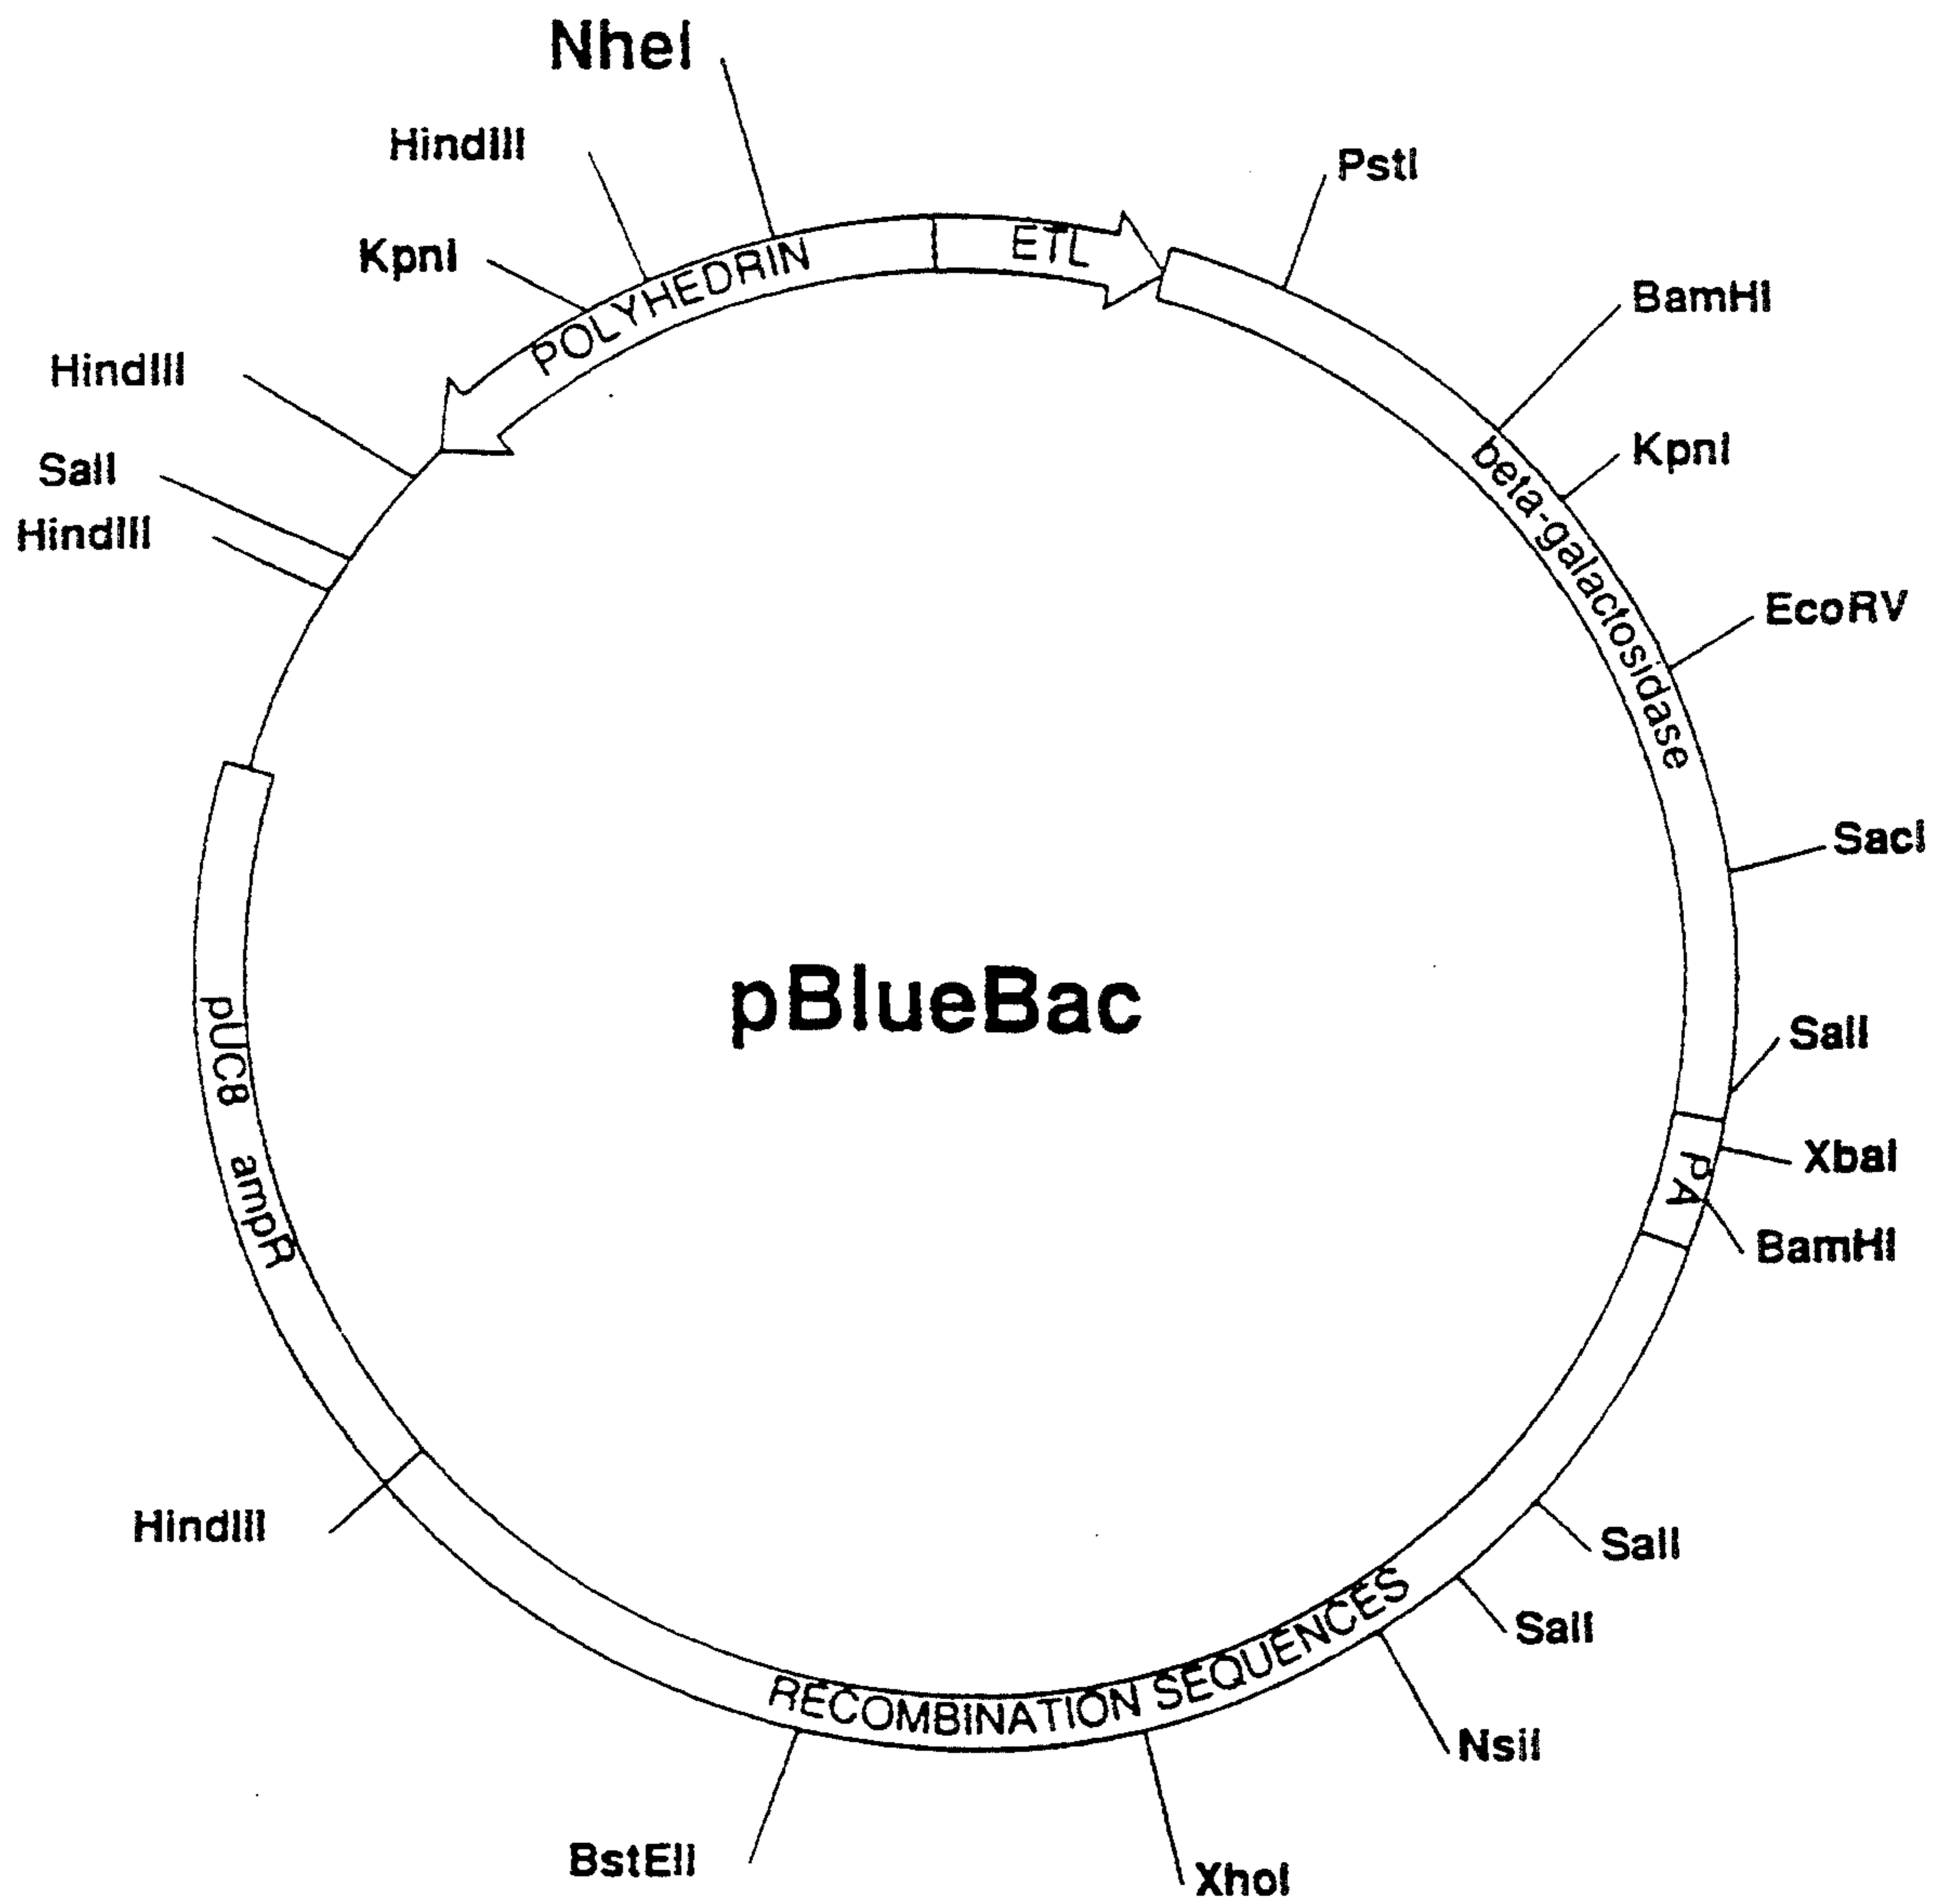 NheI
HindIII
PstI
KpnI
ETL
POLYHEDRIN
BamHI
HindIII
KpnI
SalI
HindIII
beta-galactosidase
EcoRV
SacI
pBlueBac
pUC8 ampR
SalI
XbaI
PA
BamHI
HindIII
SalI
SalI
RECOMBINATION SEQUENCES
NsiI
BstEII
XhoI